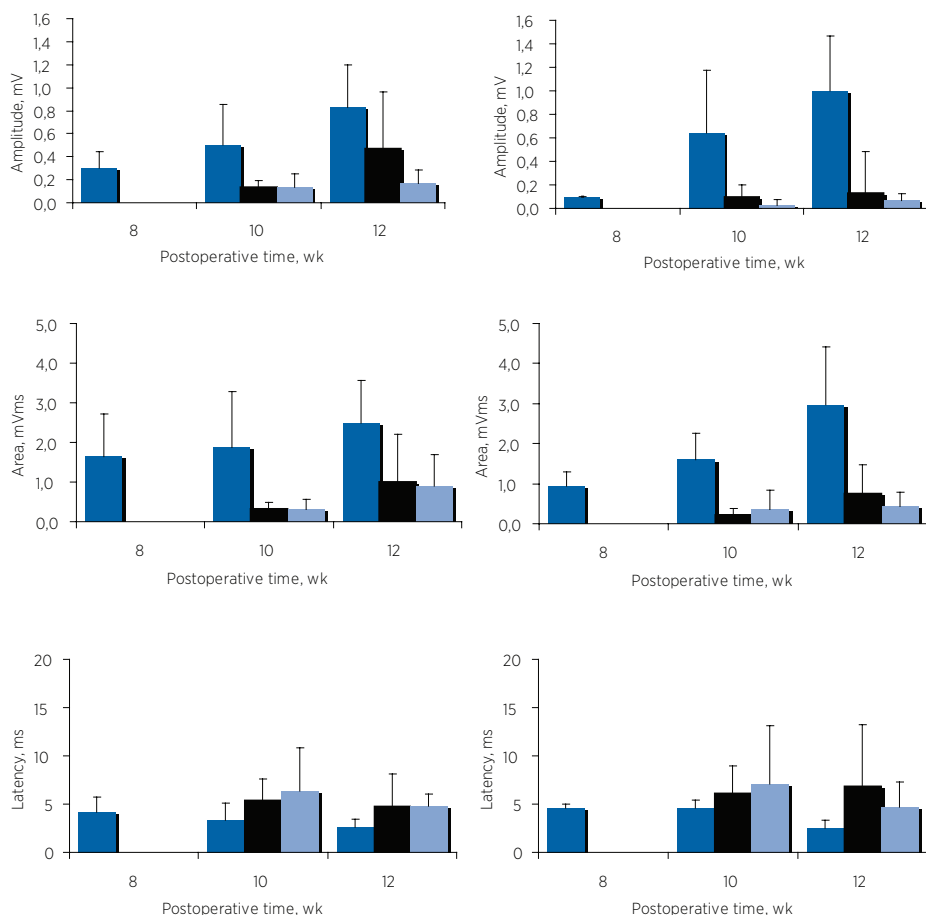 1,6
1,4
1,2
1,0
0,8
0,6
0,4
0,2
0,0
Amplitude, mV
8 10 12
Postoperative time, wk
1,6
1,4
1,2
1,0
0,8
0,6
0,4
0,2
0,0
Amplitude, mV
8 10 12
Postoperative time, wk
5,0
4,0
3,0
2,0
1,0
0,0
Area, mVms
8 10 12
Postoperative time, wk
5,0
4,0
3,0
2,0
1,0
0,0
Area, mVms
8 10 12
Postoperative time, wk
20
15
10
5
0
Latency, ms
8 10 12
Postoperative time, wk
20
15
10
5
0
Latency, ms
8 10 12
Postoperative time, wk